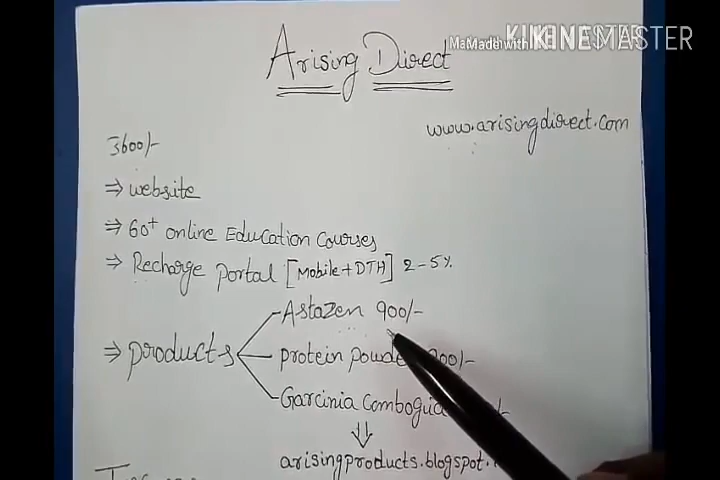 Arising Direct
Made with KINEMASTER
www.arisingdirect.com
3600/-
⇒ website
⇒ 60+ online Education Courses
⇒ Recharge Portal [Mobile + DTH] 2-5%
⇒ products
Astazen 900/-
protein powder
Garcinia combogia
arisingproducts.blogspot.